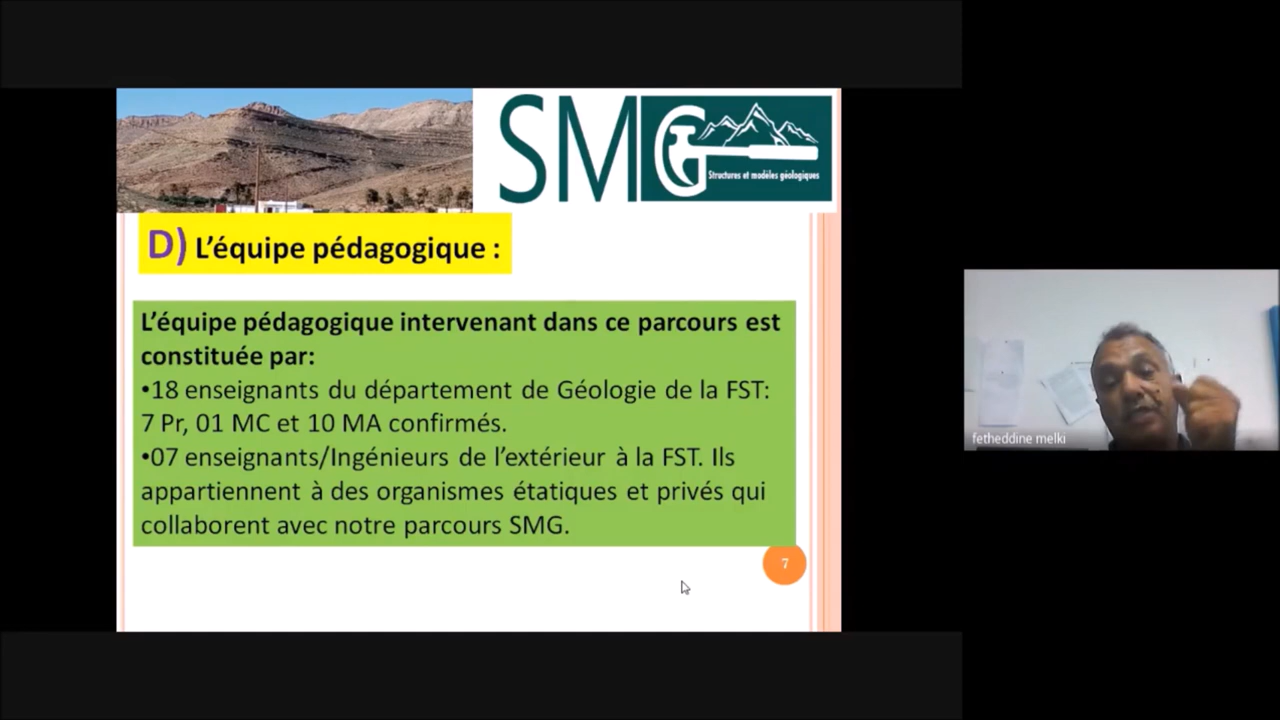 SMG
Structures et modèles géologiques
D) L'équipe pédagogique :
L'équipe pédagogique intervenant dans ce parcours est
constituée par:
•18 enseignants du département de Géologie de la FST:
7 Pr, 01 MC et 10 MA confirmés.
•07 enseignants/Ingénieurs de l'extérieur à la FST. Ils
appartiennent à des organismes étatiques et privés qui
collaborent avec notre parcours SMG.
7
fetheddine melki